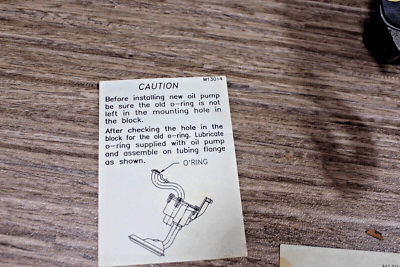 M13014
CAUTION
Before installing new oil pump
be sure the old o-ring is not
left in the mounting hole in
the block.
After checking the hole in the
block for the old o-ring. Lubricate
o-ring supplied with oil pump
and assemble on tubing flange
as shown.
O'RING